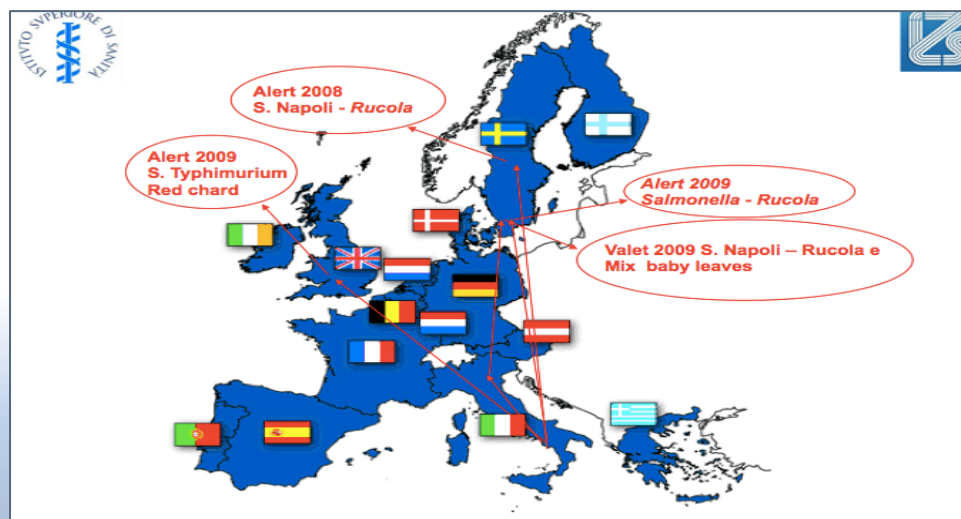 ISTITVTO SVPERIORE DI SANITÀ
Alert 2008
S. Napoli - Rucola
Alert 2009
S. Typhimurium
Red chard
Alert 2009
Salmonella - Rucola
Valet 2009 S. Napoli – Rucola e
Mix baby leaves